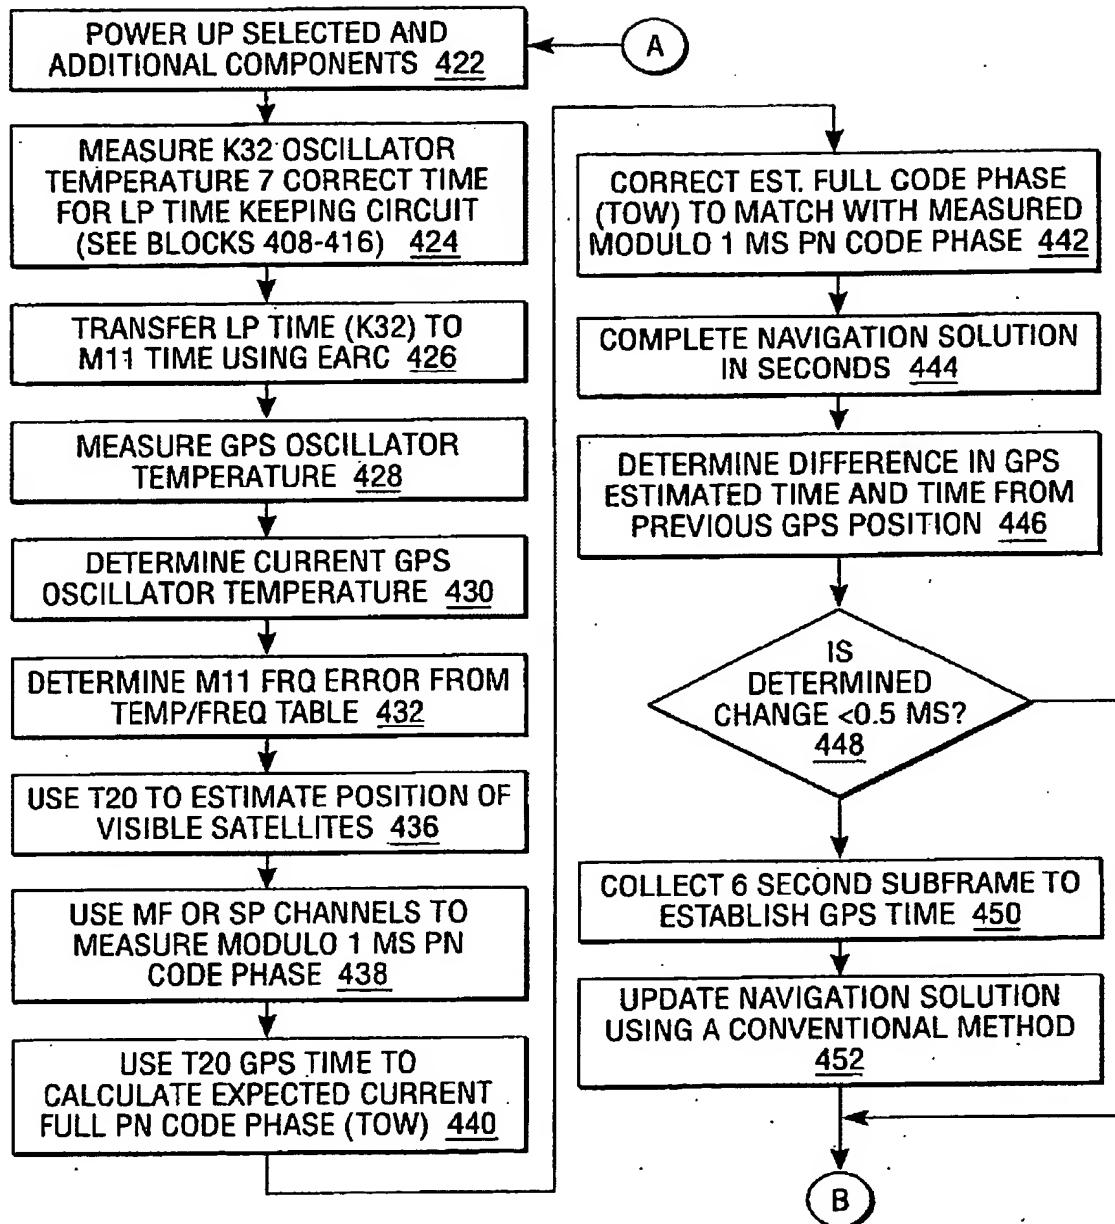 POWER UP SELECTED AND
ADDITIONAL COMPONENTS 422
A
MEASURE K32 OSCILLATOR
TEMPERATURE 7 CORRECT TIME
FOR LP TIME KEEPING CIRCUIT
(SEE BLOCKS 408-416) 424
TRANSFER LP TIME (K32) TO
M11 TIME USING EARC 426
MEASURE GPS OSCILLATOR
TEMPERATURE 428
DETERMINE CURRENT GPS
OSCILLATOR TEMPERATURE 430
DETERMINE M11 FRQ ERROR FROM
TEMP/FREQ TABLE 432
USE T20 TO ESTIMATE POSITION OF
VISIBLE SATELLITES 436
USE MF OR SP CHANNELS TO
MEASURE MODULO 1 MS PN
CODE PHASE 438
USE T20 GPS TIME TO
CALCULATE EXPECTED CURRENT
FULL PN CODE PHASE (TOW) 440
CORRECT EST. FULL CODE PHASE
(TOW) TO MATCH WITH MEASURED
MODULO 1 MS PN CODE PHASE 442
COMPLETE NAVIGATION SOLUTION
IN SECONDS 444
DETERMINE DIFFERENCE IN GPS
ESTIMATED TIME AND TIME FROM
PREVIOUS GPS POSITION 446
IS
DETERMINED
CHANGE <0.5 MS?
448
COLLECT 6 SECOND SUBFRAME TO
ESTABLISH GPS TIME 450
UPDATE NAVIGATION SOLUTION
USING A CONVENTIONAL METHOD
452
B